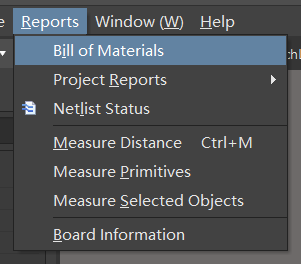 Reports Window (W) Help
Bill of Materials
Project Reports
Netlist Status
Measure Distance Ctrl+M
Measure Primitives
Measure Selected Objects
Board Information